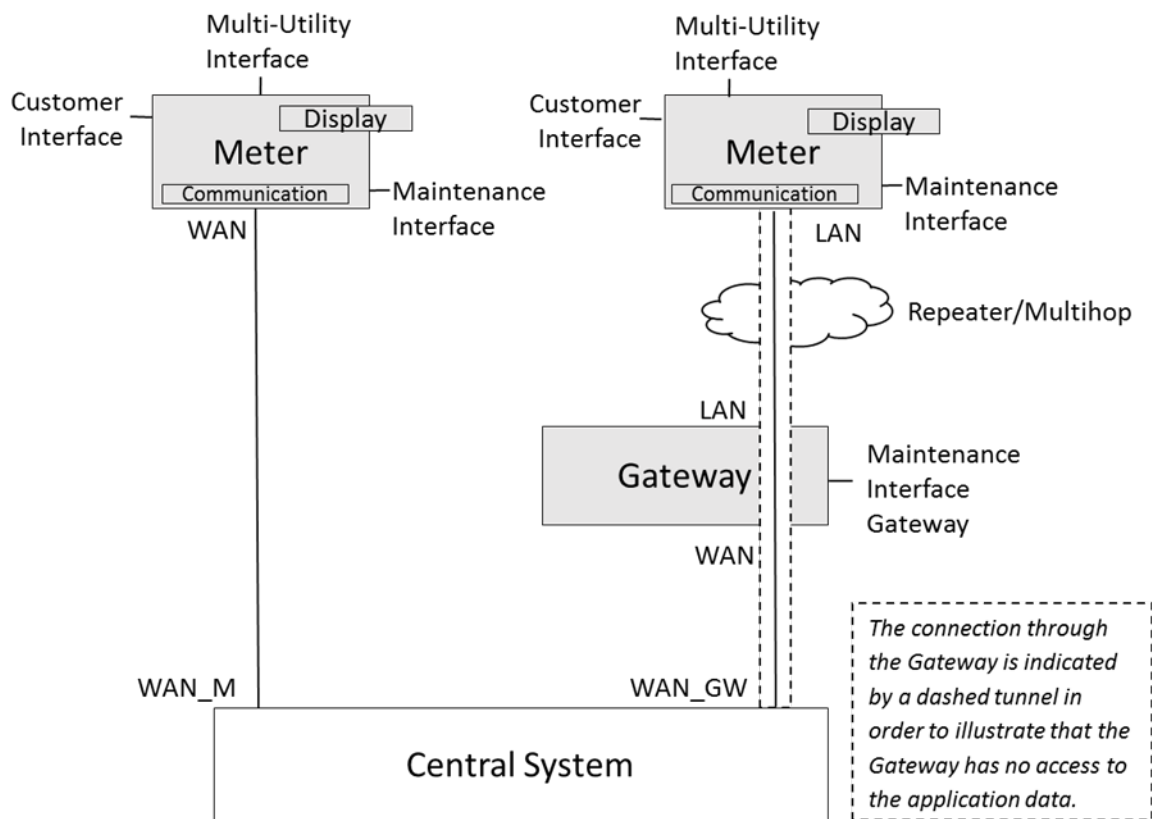 Multi-Utility
Interface
Customer
Interface
Display
Meter
Communication
Maintenance
Interface
WAN
Multi-Utility
Interface
Customer
Interface
Display
Meter
Communication
Maintenance
Interface
LAN
Repeater/Multihop
LAN
Gateway
Maintenance
Interface
Gateway
WAN
WAN_M
WAN_GW
Central System
The connection through
the Gateway is indicated
by a dashed tunnel in
order to illustrate that the
Gateway has no access to
the application data.